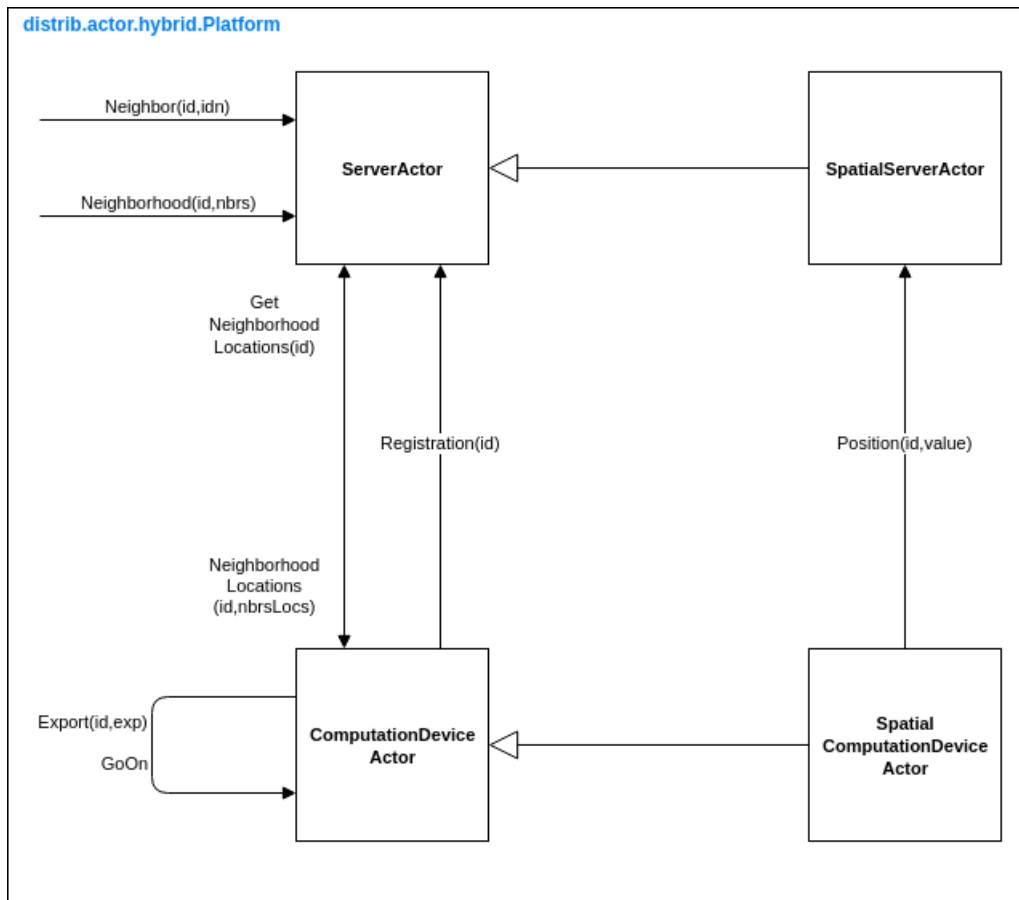 distrib.actor.hybrid.Platform
Neighbor(id,idn)
ServerActor
SpatialServerActor
Neighborhood(id,nbrs)
Get
Neighborhood
Locations(id)
Registration(id)
Position(id,value)
Neighborhood
Locations
(id,nbrsLocs)
Export(id,exp)
GoOn
ComputationDevice
Actor
Spatial
ComputationDevice
Actor